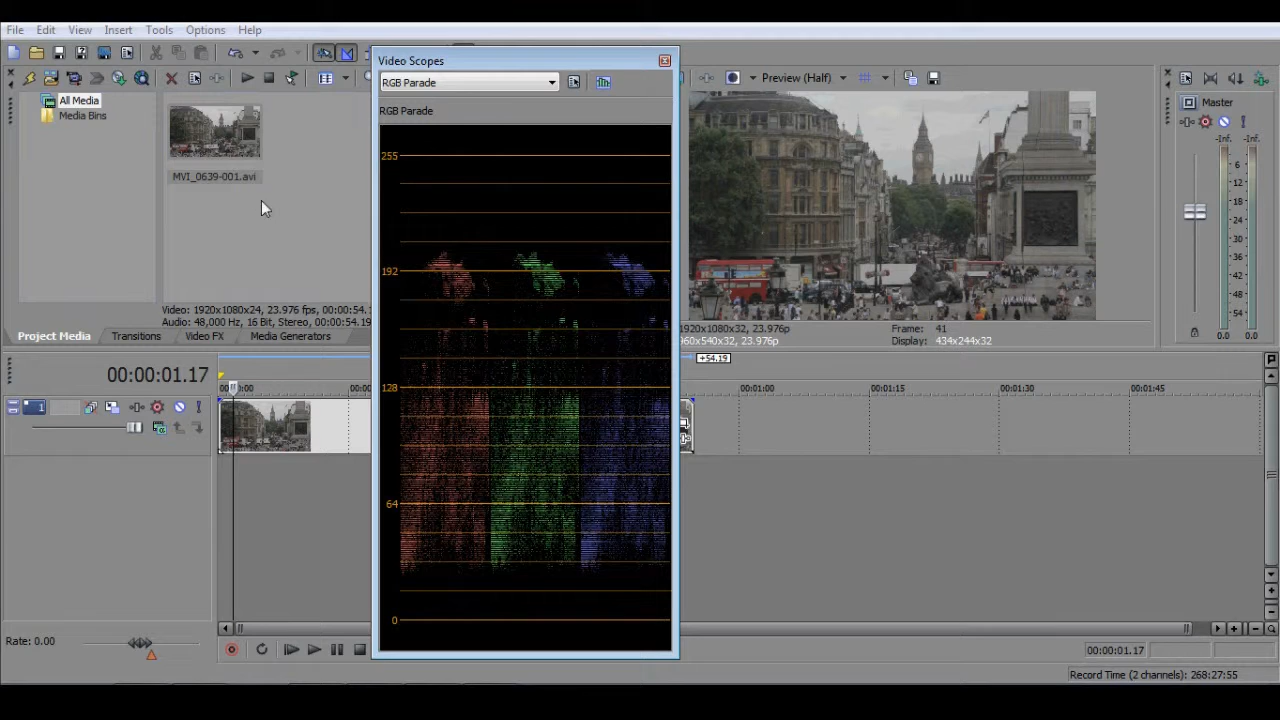 File Edit View Insert Tools Options Help
Video Scopes
RGB Parade
RGB Parade
255
192
128
64
0
All Media
Media Bins
MVI_0639-001.avi
Video: 1920x1080x24, 23.976 fps, 00:00:54.
Audio: 48,000 Hz, 16 Bit, Stereo, 00:00:54.19
Project Media Transitions Video FX Media Generators
Preview (Half)
1920x1080x32, 23.976p
960x540x32, 23.976p
Frame: 41
Display: 434x244x32
Master
-Inf. -Inf.
6
12
18
24
30
36
42
48
54
0.0 0.0
+54.19
00:00:01.17
00:01:00 00:01:15 00:01:30 00:01:45
1
Rate: 0.00
00:00:01.17
Record Time (2 channels): 268:27:55